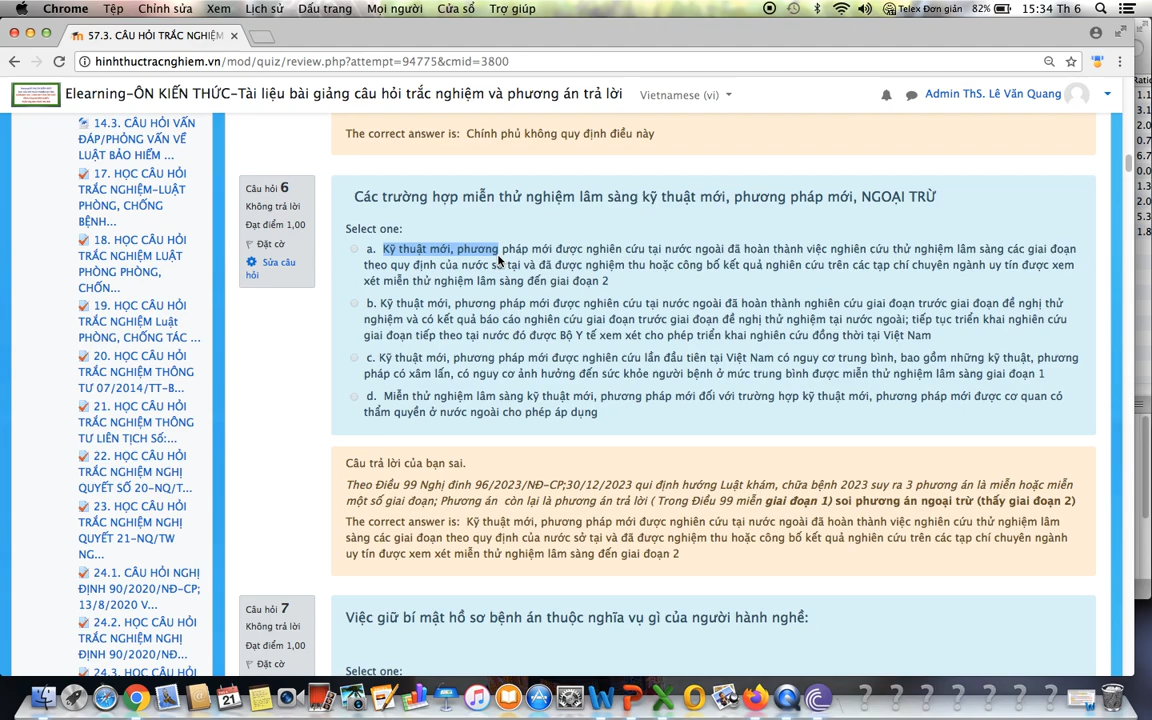 Chrome Tệp Chỉnh sửa Xem Lịch sử Dấu trang Mọi người Cửa sổ Trợ giúp Telex Đơn giản 82% 15:34 Th 6
57.3. CÂU HỎI TRẮC NGHIỆM
hinhthuctracnghiem.vn/mod/quiz/review.php?attempt=94775&cmid=3800
Elearning-ÔN KIẾN THỨC-Tài liệu bài giảng câu hỏi trắc nghiệm và phương án trả lời Vietnamese (vi) Admin ThS. Lê Văn Quang
14.3. CÂU HỎI VẤN
ĐÁP/PHỎNG VẤN VỀ
LUẬT BẢO HIỂM ...
17. HỌC CÂU HỎI
TRẮC NGHIỆM-LUẬT
PHÒNG, CHỐNG
BỆNH...
18. HỌC CÂU HỎI
TRẮC NGHIỆM LUẬT
PHÒNG PHÒNG,
CHỐN...
19. HỌC CÂU HỎI
TRẮC NGHIỆM Luật
PHÒNG, CHỐNG TÁC ...
20. HỌC CÂU HỎI
TRẮC NGHIỆM THÔNG
TƯ 07/2014/TT-B...
21. HỌC CÂU HỎI
TRẮC NGHIỆM THÔNG
TƯ LIÊN TỊCH Số:...
22. HỌC CÂU HỎI
TRẮC NGHIỆM NGHỊ
QUYẾT SỐ 20-NQ/T...
23. HỌC CÂU HỎI
TRẮC NGHIỆM NGHỊ
QUYẾT 21-NQ/TW
NG...
24.1. CÂU HỎI NGHỊ
ĐỊNH 90/2020/NĐ-CP;
13/8/2020 V...
24.2. HỌC CÂU HỎI
TRẮC NGHIỆM NGHỊ
ĐỊNH 90/2020/NĐ...
24.3. HỌC CÂU HỎI
The correct answer is: Chính phủ không quy định điều này
Câu hỏi 6
Không trả lời
Đạt điểm 1,00
Đặt cờ
Sửa câu
hỏi
Các trường hợp miễn thử nghiệm lâm sàng kỹ thuật mới, phương pháp mới, NGOẠI TRỪ
Select one:
a. Kỹ thuật mới, phương pháp mới được nghiên cứu tại nước ngoài đã hoàn thành việc nghiên cứu thử nghiệm lâm sàng các giai đoạn
theo quy định của nước sở tại và đã được nghiệm thu hoặc công bố kết quả nghiên cứu trên các tạp chí chuyên ngành uy tín được xem
xét miễn thử nghiệm lâm sàng đến giai đoạn 2
b. Kỹ thuật mới, phương pháp mới được nghiên cứu tại nước ngoài đã hoàn thành nghiên cứu giai đoạn trước giai đoạn đề nghị thử
nghiệm và có kết quả báo cáo nghiên cứu giai đoạn trước giai đoạn đề nghị thử nghiệm tại nước ngoài; tiếp tục triển khai nghiên cứu
giai đoạn tiếp theo tại nước đó được Bộ Y tế xem xét cho phép triển khai nghiên cứu đồng thời tại Việt Nam
c. Kỹ thuật mới, phương pháp mới được nghiên cứu lần đầu tiên tại Việt Nam có nguy cơ trung bình, bao gồm những kỹ thuật, phương
pháp có xâm lấn, có nguy cơ ảnh hưởng đến sức khỏe người bệnh ở mức trung bình được miễn thử nghiệm lâm sàng giai đoạn 1
d. Miễn thử nghiệm lâm sàng kỹ thuật mới, phương pháp mới đối với trường hợp kỹ thuật mới, phương pháp mới được cơ quan có
thẩm quyền ở nước ngoài cho phép áp dụng
Câu trả lời của bạn sai.
Theo Điều 99 Nghị đinh 96/2023/NĐ-CP;30/12/2023 qui định hướng Luật khám, chữa bệnh 2023 suy ra 3 phương án là miễn hoặc miễn
một số giai đoạn; Phương án còn lại là phương án trả lời ( Trong Điều 99 miễn giai đoạn 1) soi phương án ngoại trừ (thấy giai đoạn 2)
The correct answer is: Kỹ thuật mới, phương pháp mới được nghiên cứu tại nước ngoài đã hoàn thành việc nghiên cứu thử nghiệm lâm
sàng các giai đoạn theo quy định của nước sở tại và đã được nghiệm thu hoặc công bố kết quả nghiên cứu trên các tạp chí chuyên ngành
uy tín được xem xét miễn thử nghiệm lâm sàng đến giai đoạn 2
Câu hỏi 7
Không trả lời
Đạt điểm 1,00
Đặt cờ
Việc giữ bí mật hồ sơ bệnh án thuộc nghĩa vụ gì của người hành nghề:
Select one: